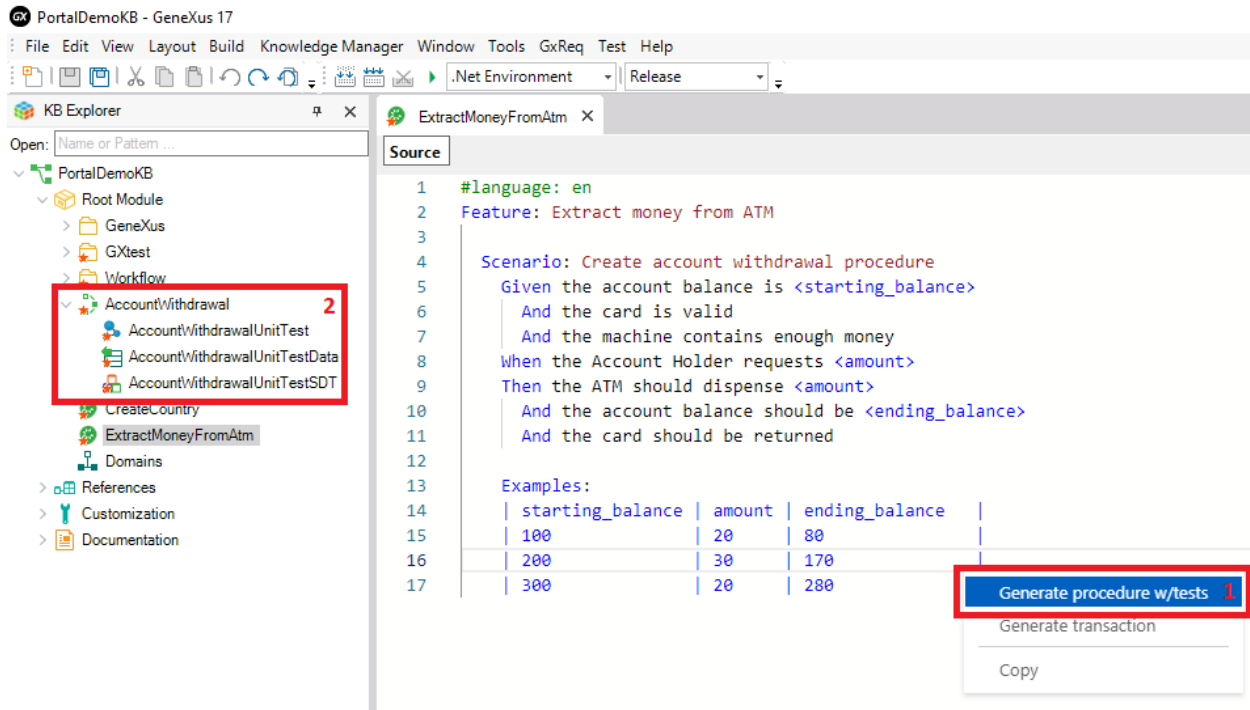 GX PortalDemoKB - GeneXus 17
File Edit View Layout Build Knowledge Manager Window Tools GxReq Test Help
.Net Environment Release
KB Explorer
Open: Name or Pattern ...
PortalDemoKB
Root Module
GeneXus
GXtest
Workflow
AccountWithdrawal 2
AccountWithdrawalUnitTest
AccountWithdrawalUnitTestData
AccountWithdrawalUnitTestSDT
CreateCountry
ExtractMoneyFromAtm
Domains
References
Customization
Documentation
ExtractMoneyFromAtm
Source
1 #language: en
2 Feature: Extract money from ATM
3
4 Scenario: Create account withdrawal procedure
5 Given the account balance is <starting_balance>
6 And the card is valid
7 And the machine contains enough money
8 When the Account Holder requests <amount>
9 Then the ATM should dispense <amount>
10 And the account balance should be <ending_balance>
11 And the card should be returned
12
13 Examples:
14 | starting_balance | amount | ending_balance |
15 | 100 | 20 | 80 |
16 | 200 | 30 | 170 |
17 | 300 | 20 | 280
Generate procedure w/tests 1
Generate transaction
Copy